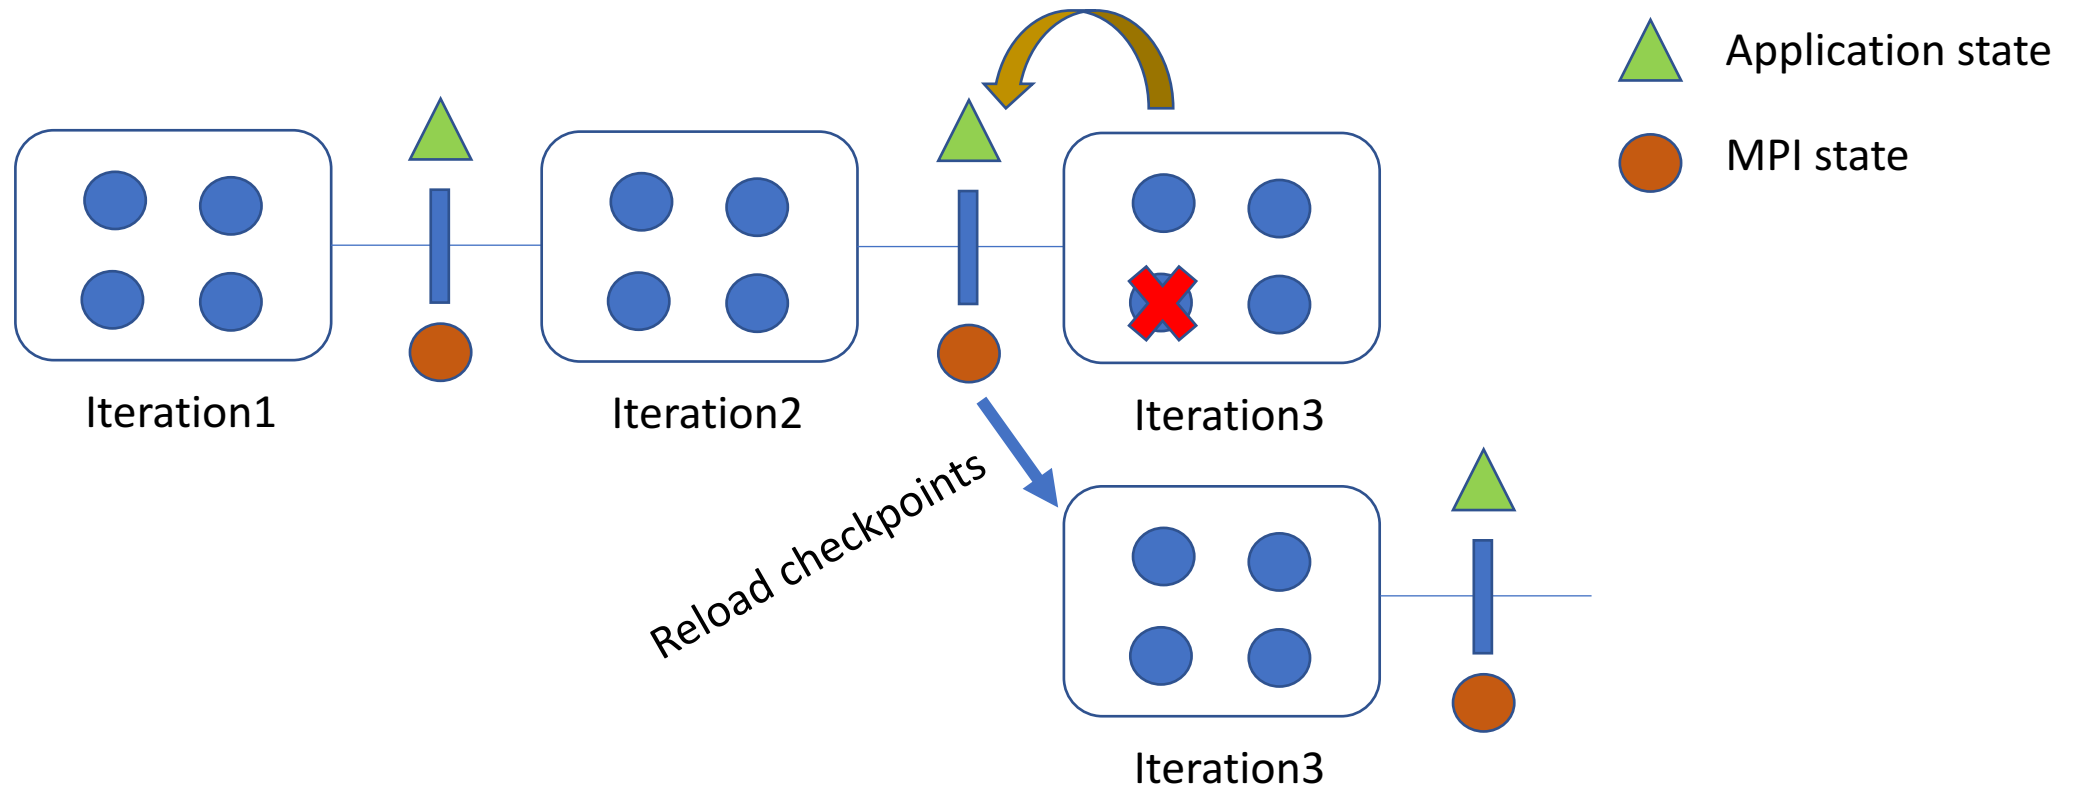 Application state
MPI state
Iteration1
Iteration2
Iteration3
Reload checkpoints
Iteration3